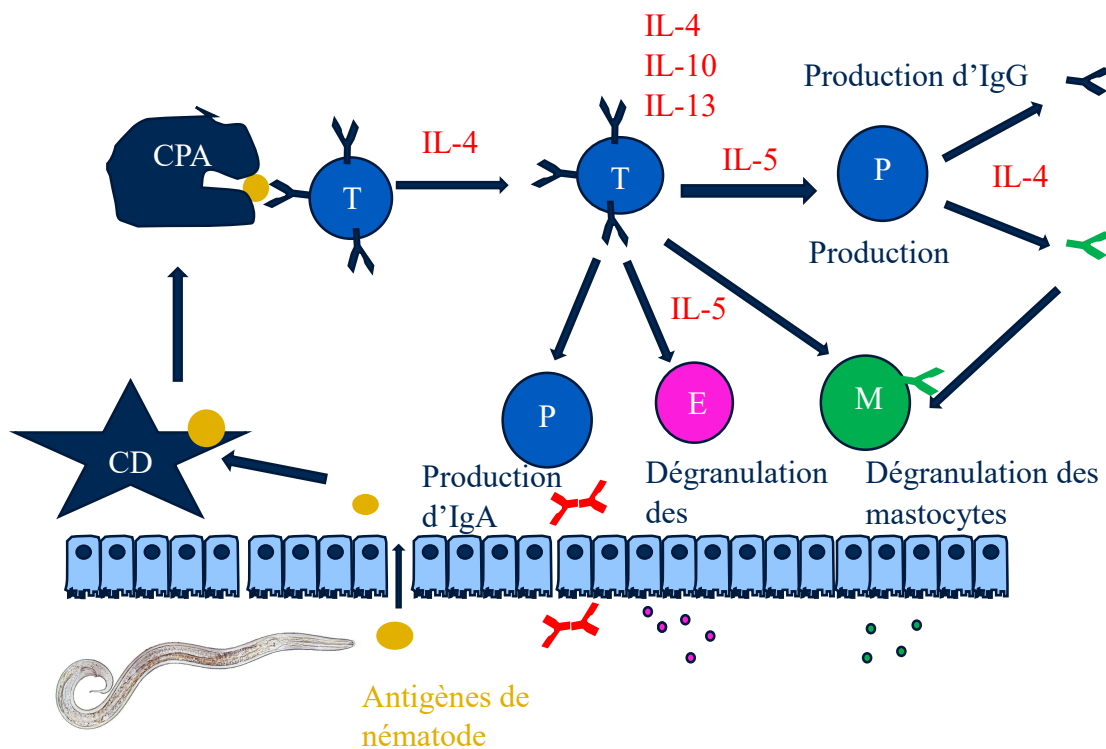 IL-4
IL-10
IL-13
Production d’IgG
CPA
T
IL-4
T
IL-5
P
IL-4
Production
IL-5
CD
P
E
M
Production
d’IgA
Dégranulation
des
Dégranulation des
mastocytes
Antigènes de
nématode